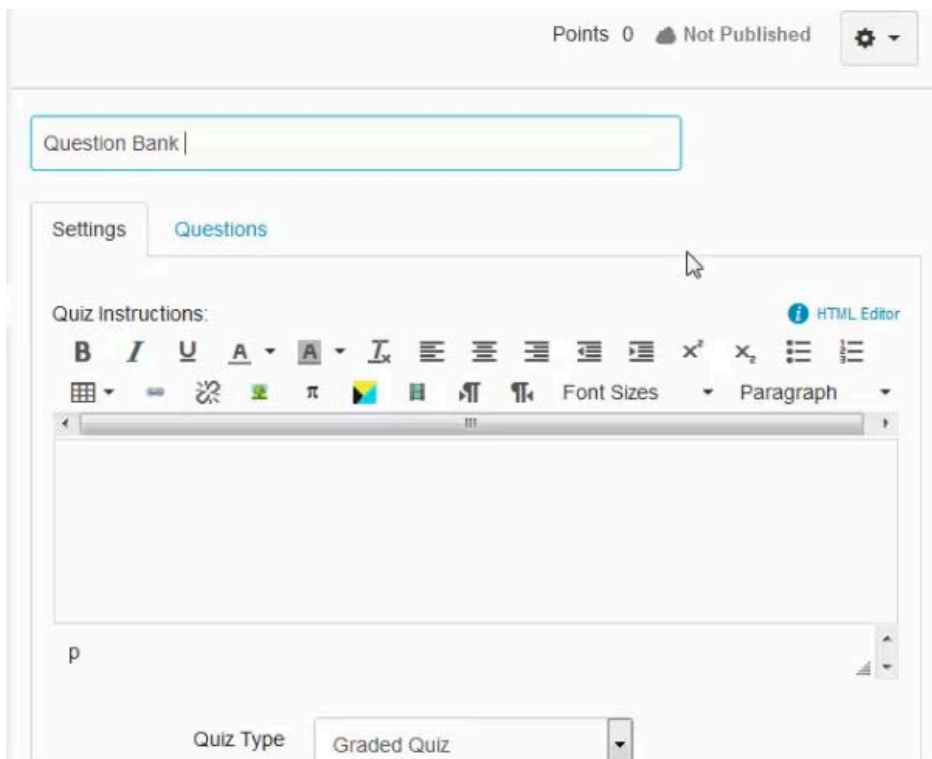 Points 0 Not Published
Question Bank
Settings Questions
Quiz Instructions: HTML Editor
Font Sizes Paragraph
p
Quiz Type Graded Quiz